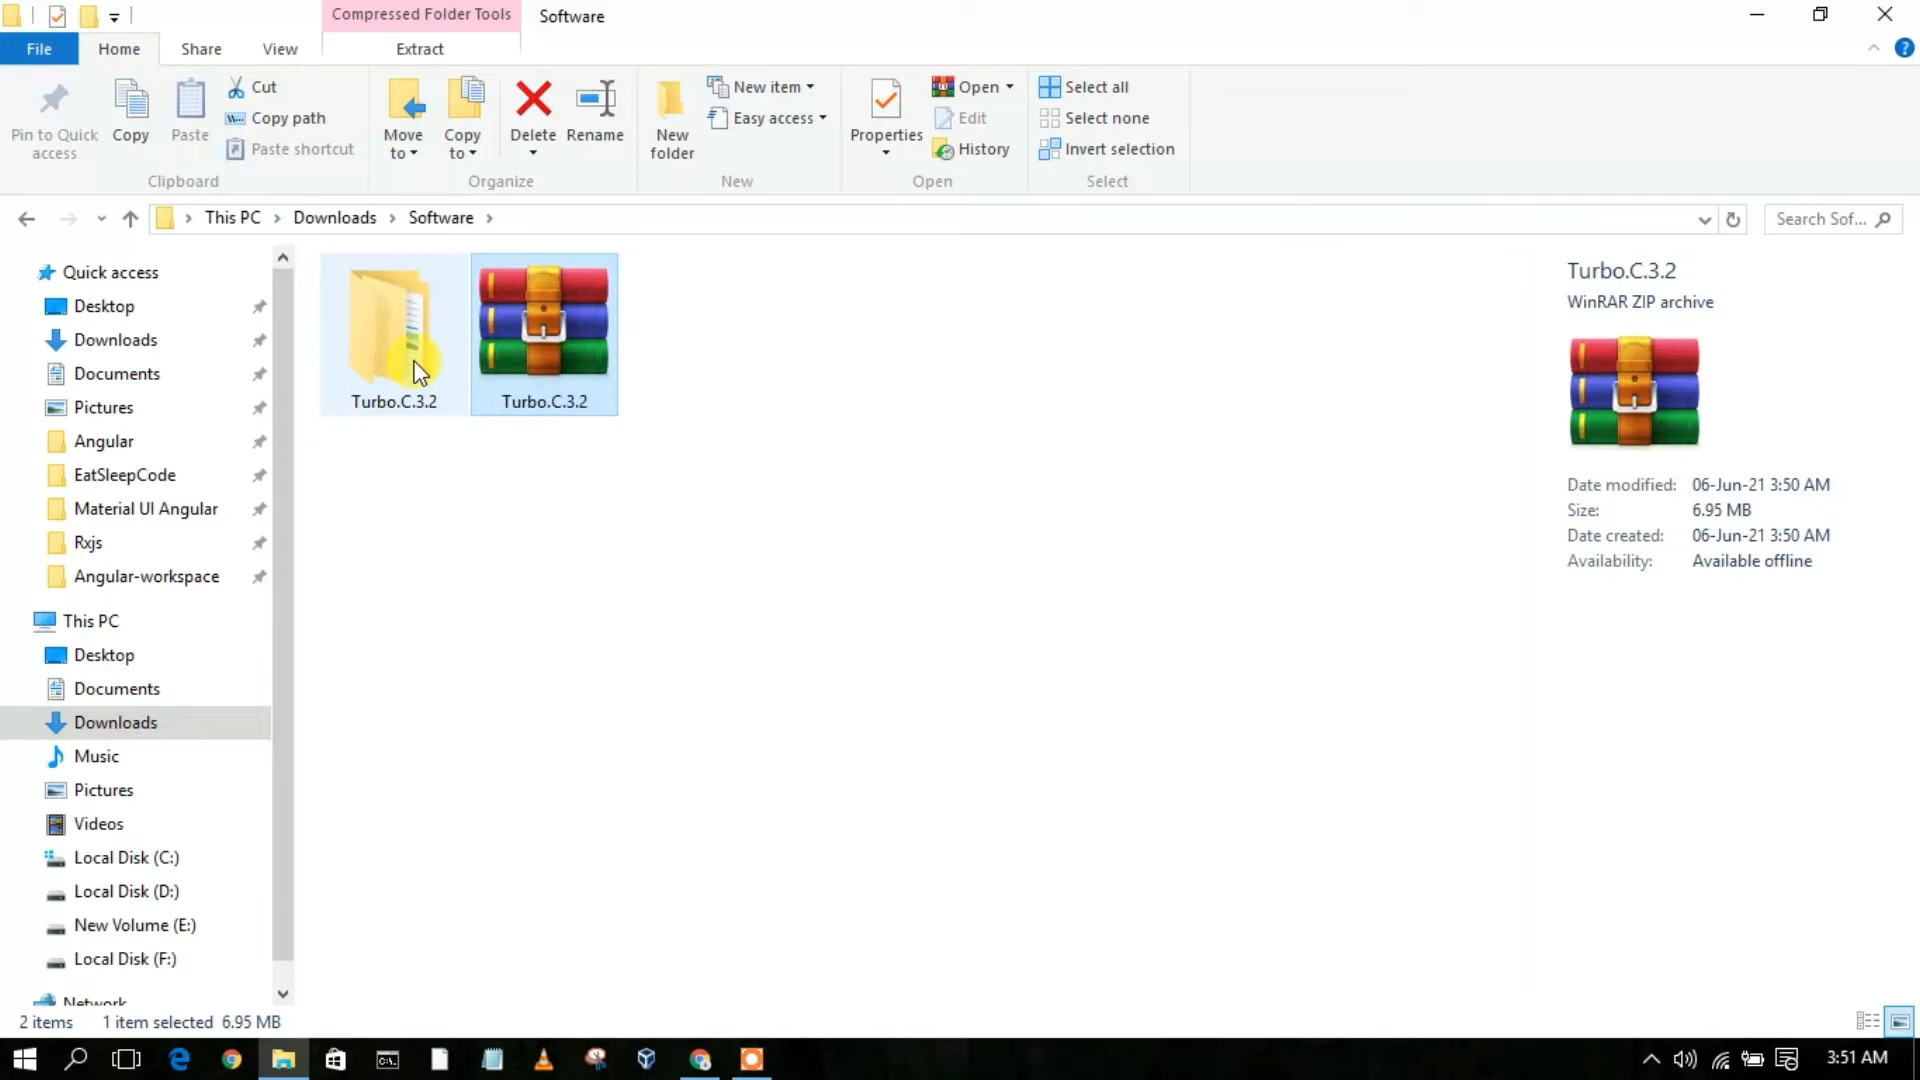 Compressed Folder Tools
Software
File
Home
Share
View
Extract
Pin to Quick
access
Copy
Paste
Cut
Copy path
Paste shortcut
Clipboard
Move
to
Copy
to
Delete
Rename
Organize
New
folder
New item
Easy access
New
Properties
Open
Edit
History
Open
Select all
Select none
Invert selection
Select
This PC
Downloads
Software
Search Sof...
Quick access
Desktop
Downloads
Documents
Pictures
Angular
EatSleepCode
Material UI Angular
Rxjs
Angular-workspace
This PC
Desktop
Documents
Downloads
Music
Pictures
Videos
Local Disk (C:)
Local Disk (D:)
New Volume (E:)
Local Disk (F:)
Network
Turbo.C.3.2
Turbo.C.3.2
Turbo.C.3.2
WinRAR ZIP archive
Date modified: 06-Jun-21 3:50 AM
Size: 6.95 MB
Date created: 06-Jun-21 3:50 AM
Availability: Available offline
2 items 1 item selected 6.95 MB
3:51 AM